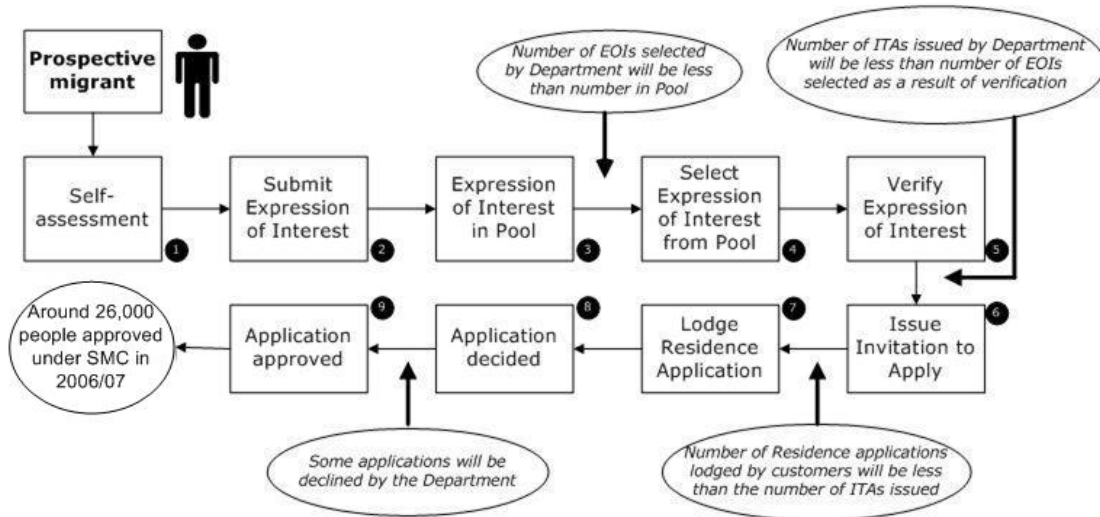 Prospective
migrant
Number of EOIs selected
by Department will be less
than number in Pool
Number of ITAs issued by Department
will be less than number of EOIs
selected as a result of verification
Self-
assessment
1
Submit
Expression
of Interest
2
Expression
of Interest
in Pool
3
Select
Expression
of Interest
from Pool
4
Verify
Expression
of Interest
5
Issue
Invitation to
Apply
6
Lodge
Residence
Application
7
Application
decided
8
Application
approved
9
Around 26,000
people approved
under SMC in
2006/07
Some applications will be
declined by the Department
Number of Residence applications
lodged by customers will be less
than the number of ITAs issued